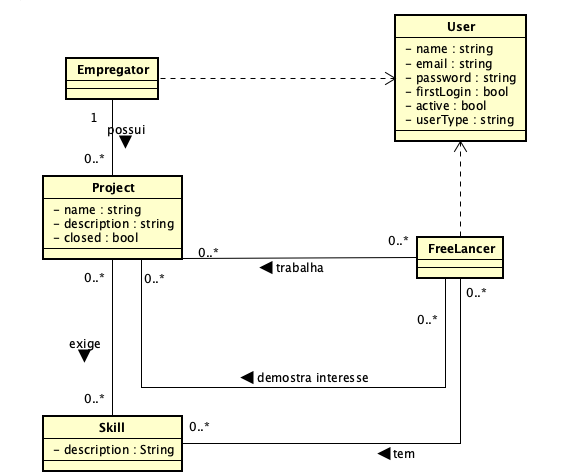 User
– name : string
– email : string
– password : string
– firstLogin : bool
– active : bool
– userType : string
Empregator
1
possui
0..*
Project
– name : string
– description : string
– closed : bool
0..*
0..*
FreeLancer
trabalha
0..*
0..*
0..*
0..*
exige
demostra interesse
0..*
Skill
– description : String
0..*
tem